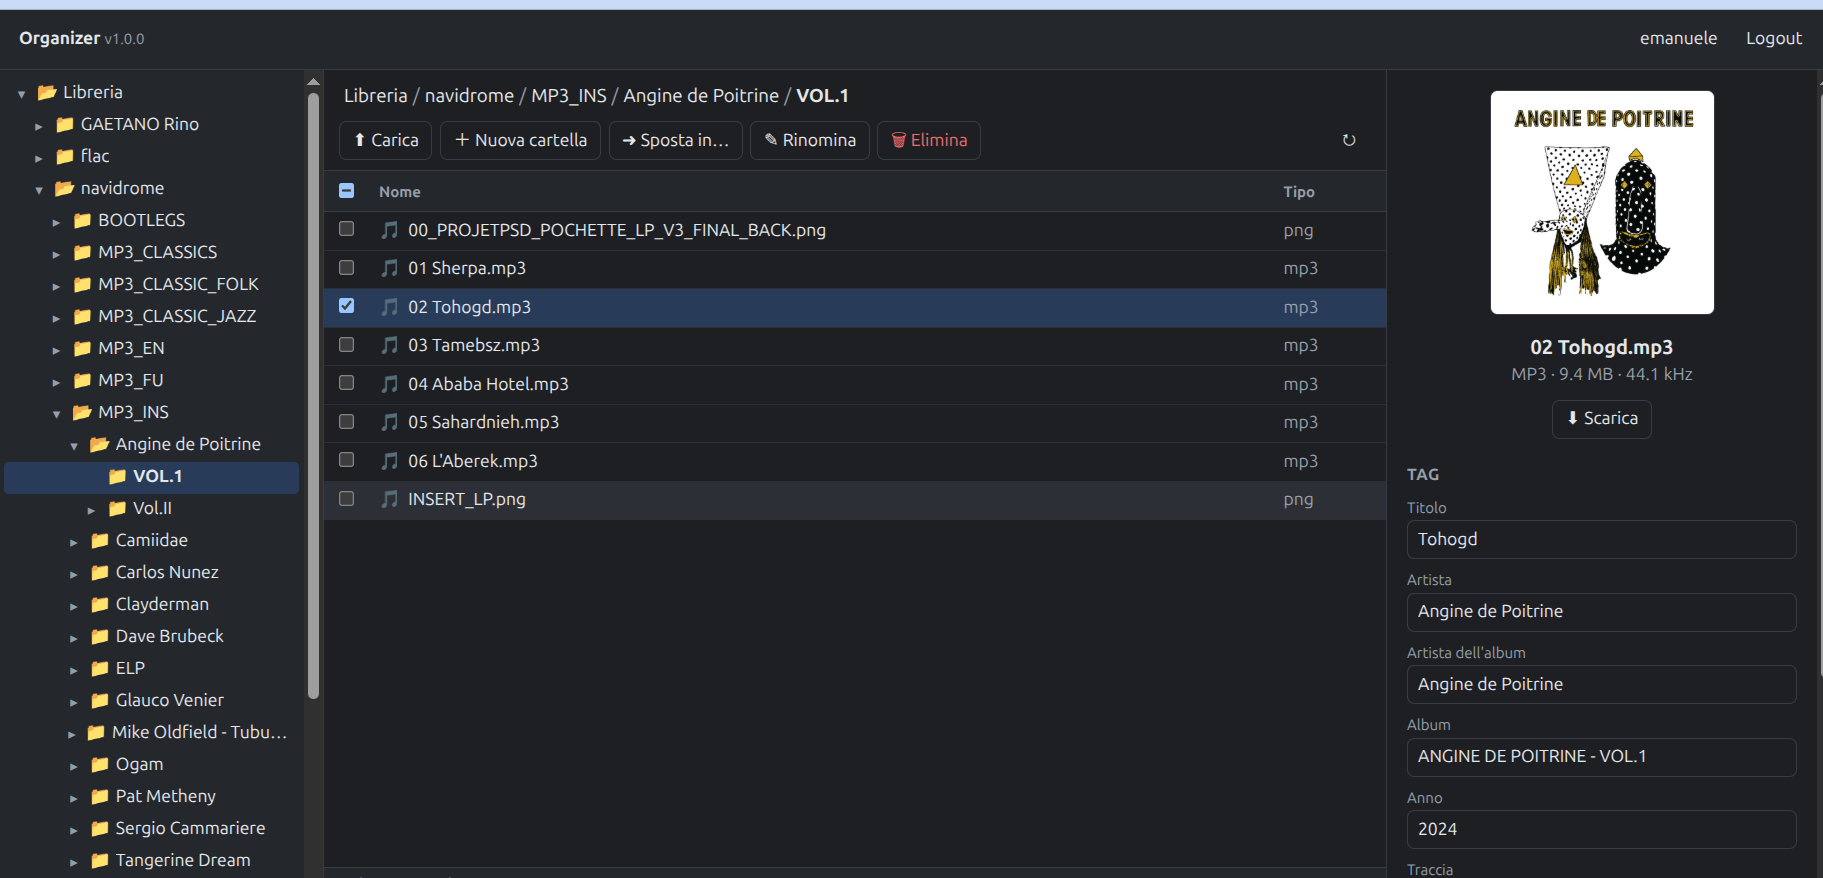 Organizer v1.0.0
emanuele Logout
Libreria
GAETANO Rino
flac
navidrome
BOOTLEGS
MP3_CLASSICS
MP3_CLASSIC_FOLK
MP3_CLASSIC_JAZZ
MP3_EN
MP3_FU
MP3_INS
Angine de Poitrine
VOL.1
Vol.II
Camiidae
Carlos Nunez
Clayderman
Dave Brubeck
ELP
Glauco Venier
Mike Oldfield - Tubu...
Ogam
Pat Metheny
Sergio Cammariere
Tangerine Dream
Libreria / navidrome / MP3_INS / Angine de Poitrine / VOL.1
Carica + Nuova cartella Sposta in... Rinomina Elimina
Nome Tipo
00_PROJETPSD_POCHETTE_LP_V3_FINAL_BACK.png png
01 Sherpa.mp3 mp3
02 Tohogd.mp3 mp3
03 Tamebsz.mp3 mp3
04 Ababa Hotel.mp3 mp3
05 Sahardnieh.mp3 mp3
06 L'Aberek.mp3 mp3
INSERT_LP.png png
ANGINE DE POITRINE
02 Tohogd.mp3
MP3 · 9.4 MB · 44.1 kHz
Scarica
TAG
Titolo
Tohogd
Artista
Angine de Poitrine
Artista dell'album
Angine de Poitrine
Album
ANGINE DE POITRINE - VOL.1
Anno
2024
Traccia